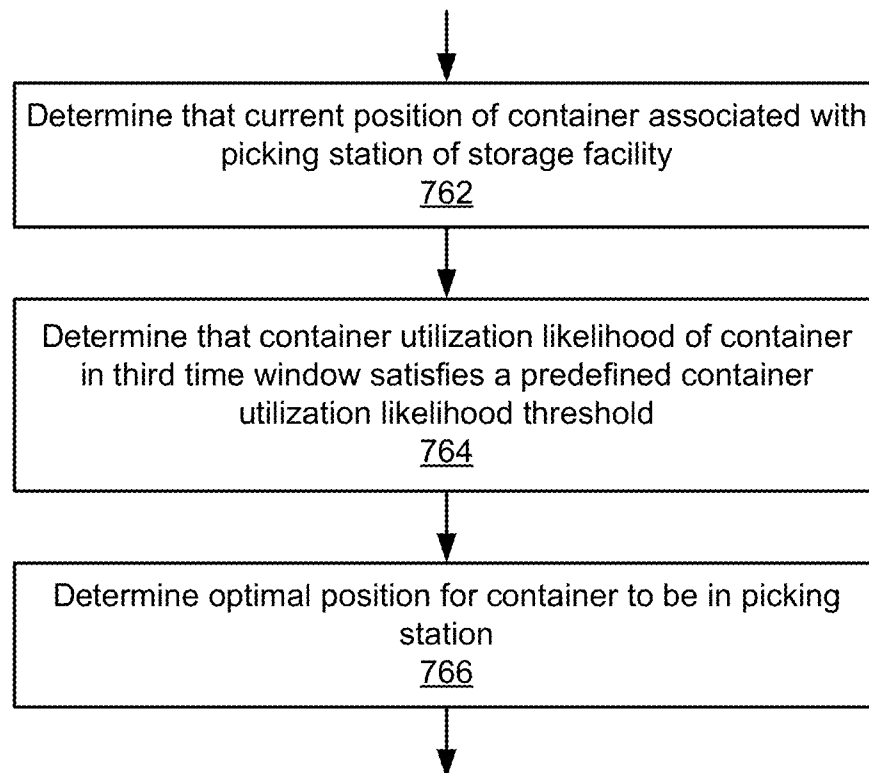 Determine that current position of container associated with
picking station of storage facility
762
Determine that container utilization likelihood of container
in third time window satisfies a predefined container
utilization likelihood threshold
764
Determine optimal position for container to be in picking
station
766